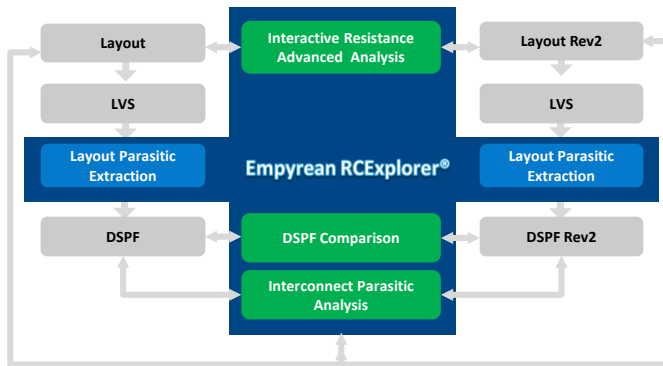 Layout
Interactive Resistance
Advanced Analysis
Layout Rev2
LVS
LVS
Layout Parasitic
Extraction
Empyrean RCExplorer®
Layout Parasitic
Extraction
DSPF
DSPF Comparison
DSPF Rev2
Interconnect Parasitic
Analysis